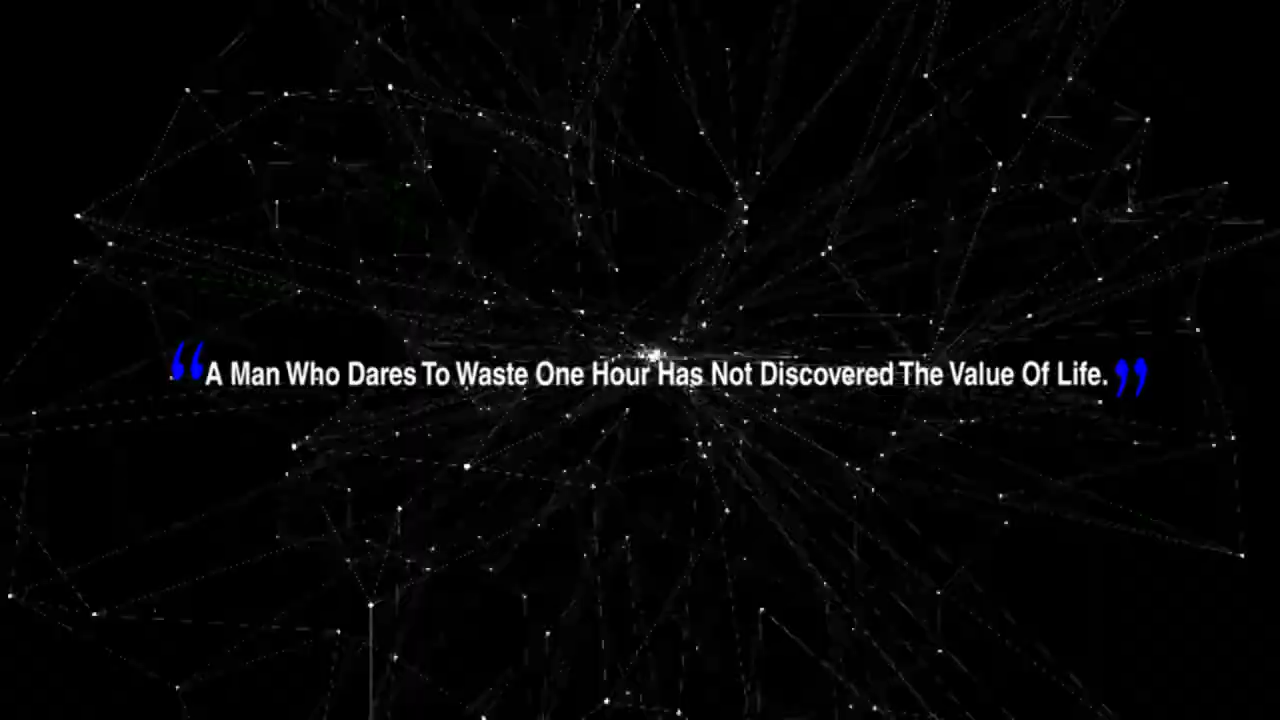 “A Man Who Dares To Waste One Hour Has Not Discovered The Value Of Life.”